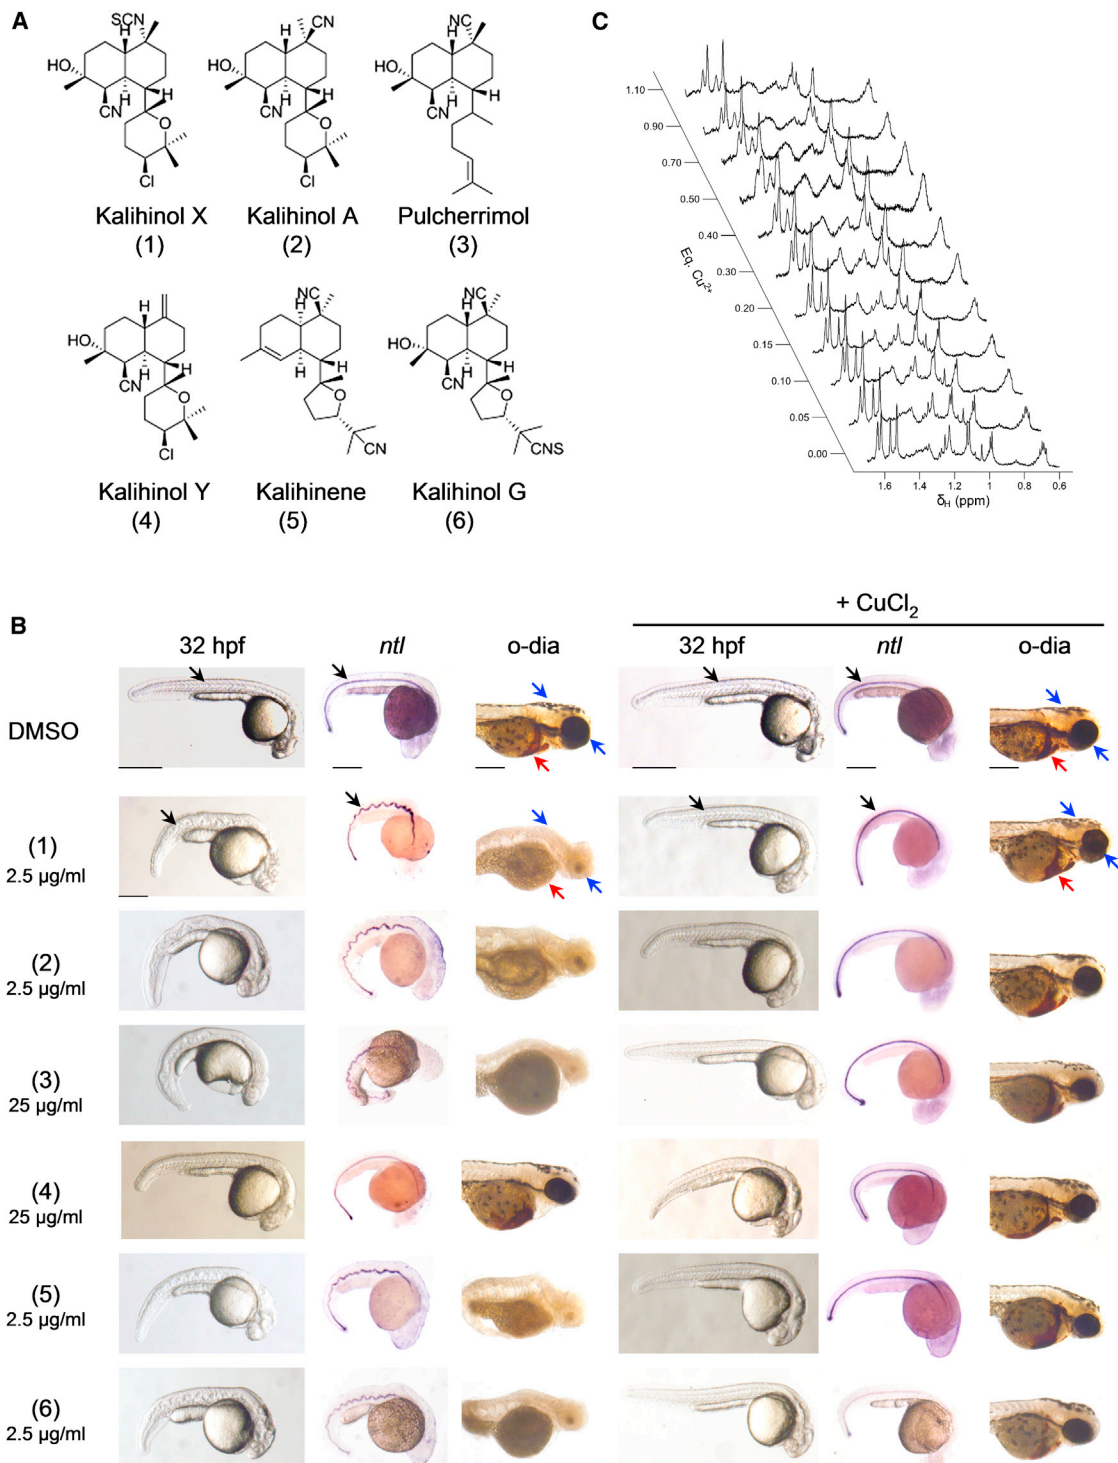 A
C
SCN
H
HO
CN
H
H
O
Cl
Kalihinol X
(1)
H
CN
HO
CN
H
H
O
Cl
Kalihinol A
(2)
NC
H
HO
CN
H
H
Pulcherrimol
(3)
H
HO
CN
H
H
O
Cl
Kalihinol Y
(4)
NC
H
H
H
O
CN
Kalihinene
(5)
NC
H
HO
CN
H
H
O
CNS
Kalihinol G
(6)
1.10
0.90
0.70
0.50
0.40
0.30
0.20
0.15
0.10
0.05
0.00
Eq. Cu²⁺
1.6 1.4 1.2 1 0.8 0.6
δH (ppm)
B
+ CuCl₂
32 hpf ntl o-dia 32 hpf ntl o-dia
DMSO
(1)
2.5 µg/ml
(2)
2.5 µg/ml
(3)
25 µg/ml
(4)
25 µg/ml
(5)
2.5 µg/ml
(6)
2.5 µg/ml